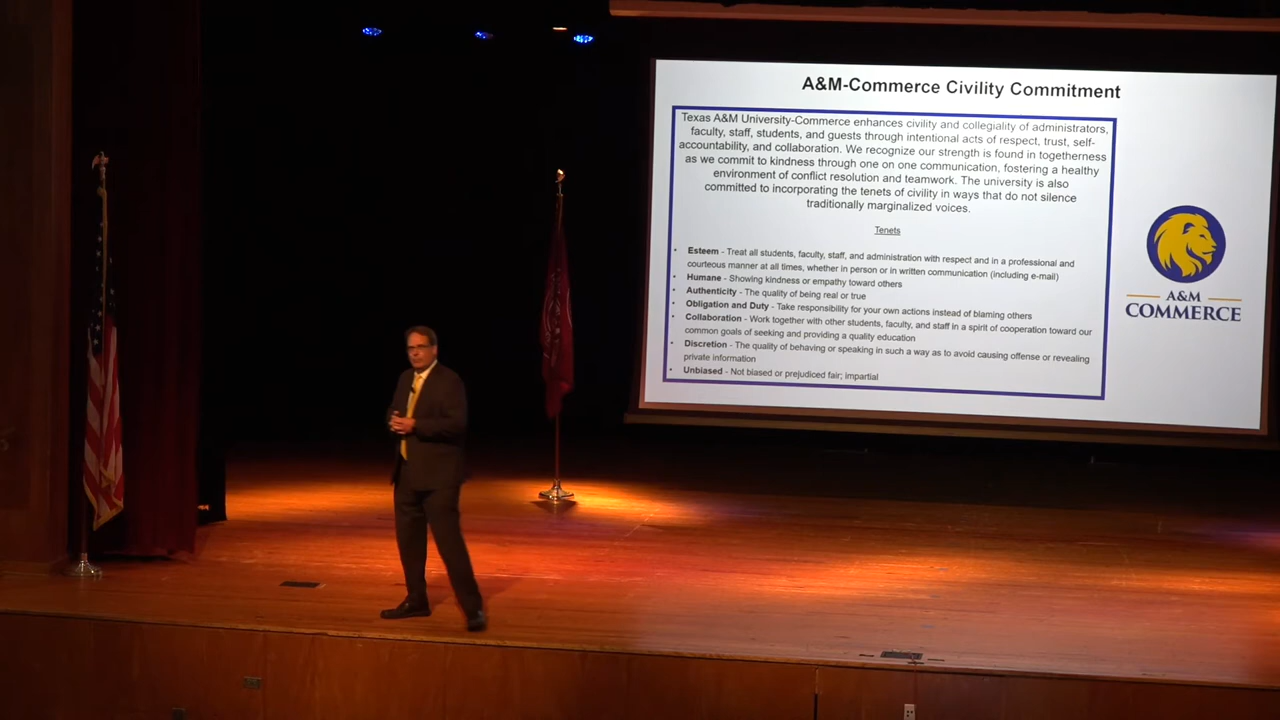 A&M-Commerce Civility Commitment
Texas A&M University-Commerce enhances civility and collegiality of administrators,
faculty, staff, students, and guests through intentional acts of respect, trust, self-
accountability, and collaboration. We recognize our strength is found in togetherness
as we commit to kindness through one on one communication, fostering a healthy
environment of conflict resolution and teamwork. The university is also
committed to incorporating the tenets of civility in ways that do not silence
traditionally marginalized voices.
Tenets
• Esteem - Treat all students, faculty, staff, and administration with respect and in a professional and
courteous manner at all times, whether in person or in written communication (including e-mail)
• Humane - Showing kindness or empathy toward others
• Authenticity - The quality of being real or true
• Obligation and Duty - Take responsibility for your own actions instead of blaming others
• Collaboration - Work together with other students, faculty, and staff in a spirit of cooperation toward our
common goals of seeking and providing a quality education
• Discretion - The quality of behaving or speaking in such a way as to avoid causing offense or revealing
private information
• Unbiased - Not biased or prejudiced fair; impartial
A&M
COMMERCE